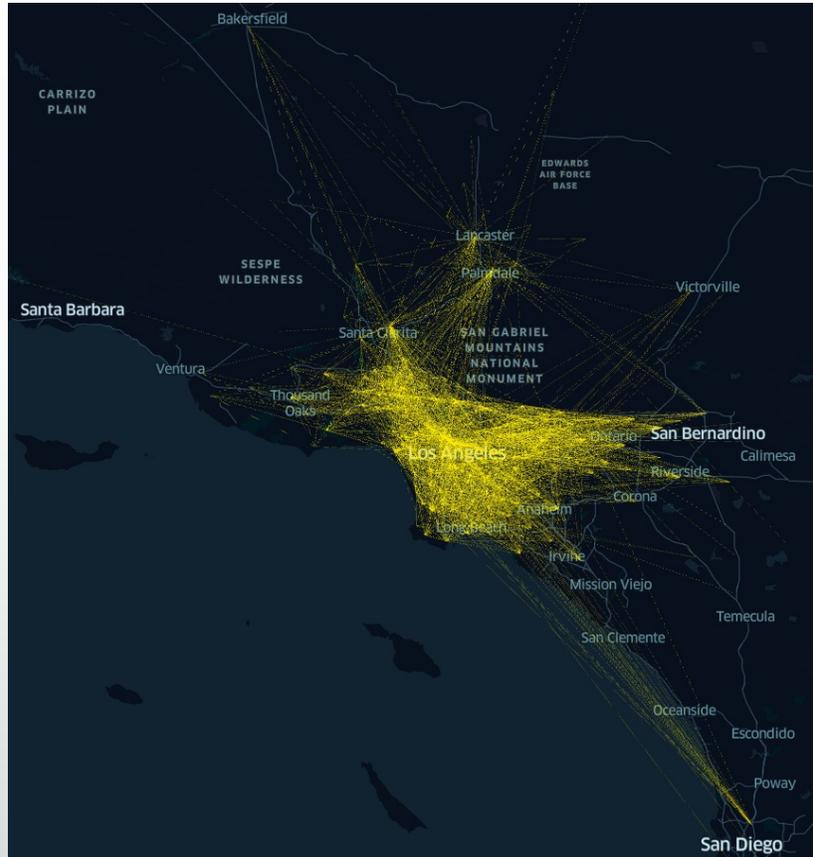 Bakersfield
CARRIZO
PLAIN
EDWARDS
AIR FORCE
BASE
Lancaster
SESPE
WILDERNESS
Palmdale
Victorville
Santa Barbara
Santa Clarita
SAN GABRIEL
MOUNTAINS
NATIONAL
MONUMENT
Ventura
Thousand
Oaks
Ontario
San Bernardino
Los Angeles
Calimesa
Riverside
Corona
Anaheim
Long Beach
Irvine
Mission Viejo
Temecula
San Clemente
Oceanside
Escondido
Poway
San Diego